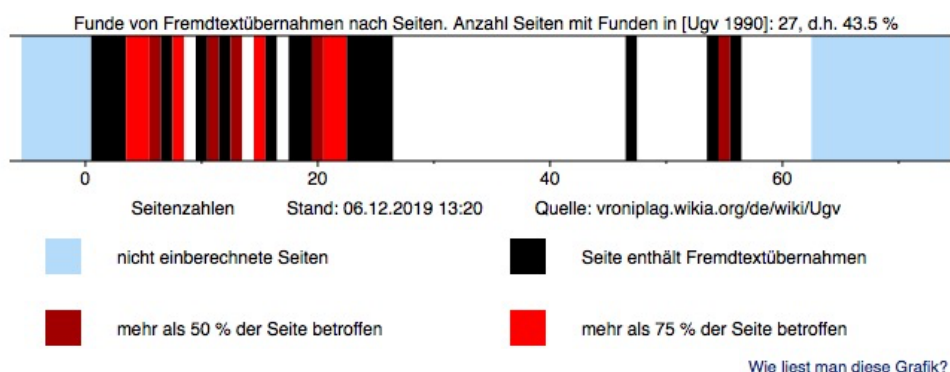 Funde von Fremdtextübernahmen nach Seiten. Anzahl Seiten mit Funden in [Ugv 1990]: 27, d.h. 43.5 %
0 20 40 60
Seitenzahlen Stand: 06.12.2019 13:20 Quelle: vroniplag.wikia.org/de/wiki/Ugv
nicht einberechnete Seiten Seite enthält Fremdtextübernahmen
mehr als 50 % der Seite betroffen mehr als 75 % der Seite betroffen
Wie liest man diese Grafik?